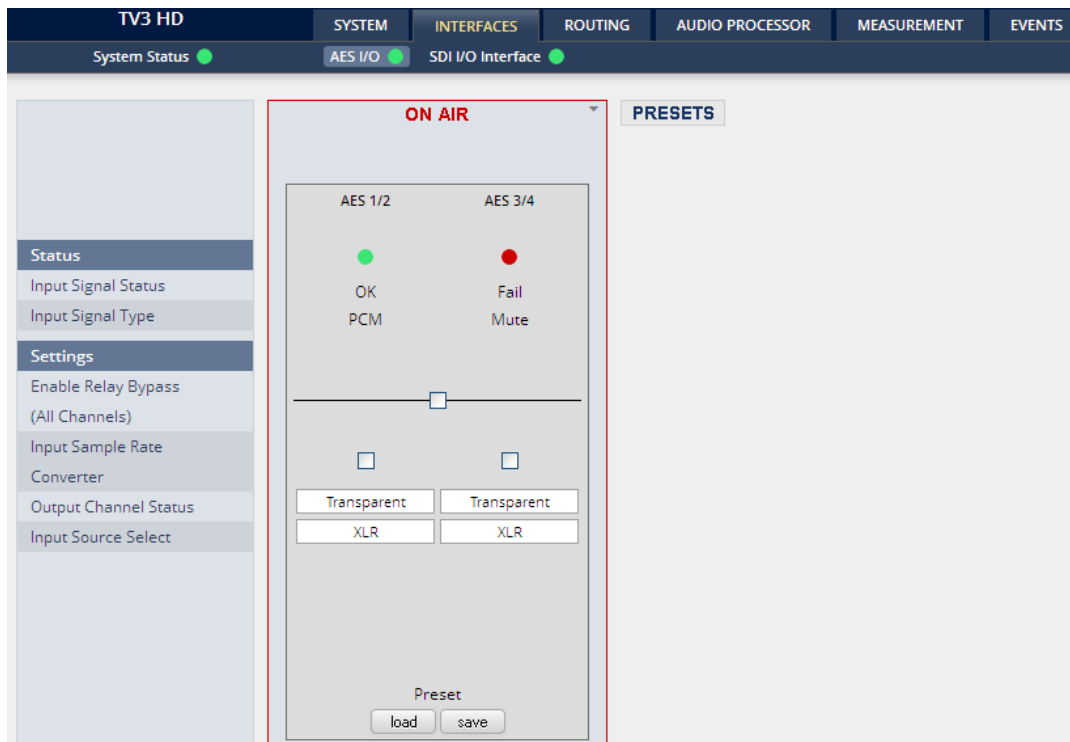 TV3 HD
SYSTEM INTERFACES ROUTING AUDIO PROCESSOR MEASUREMENT EVENTS
System Status AES I/O SDI I/O Interface
ON AIR
PRESETS
AES 1/2 AES 3/4
Status
Input Signal Status OK Fail
Input Signal Type PCM Mute
Settings
Enable Relay Bypass
(All Channels)
Input Sample Rate
Converter
Output Channel Status Transparent Transparent
Input Source Select XLR XLR
Preset
load save